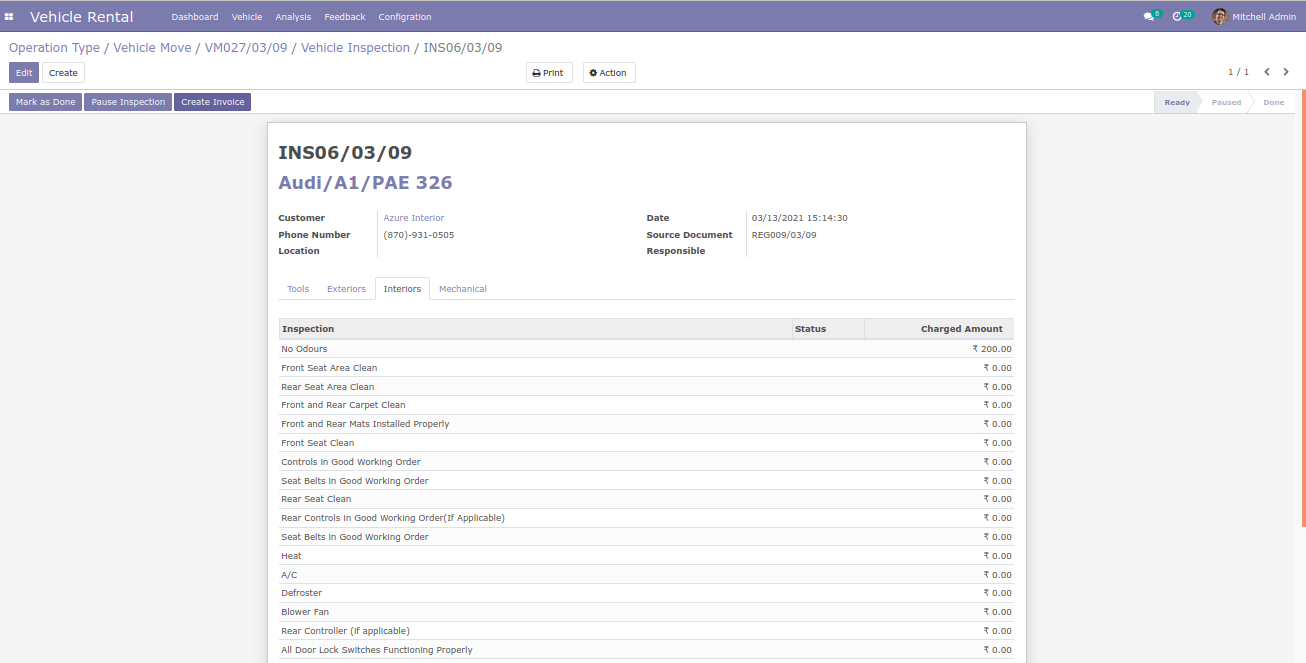 Vehicle Rental Dashboard Vehicle Analysis Feedback Configration 6 20 Mitchell Admin
Operation Type / Vehicle Move / VM027/03/09 / Vehicle Inspection / INS06/03/09
Edit Create Print Action 1 / 1
Mark as Done Pause Inspection Create Invoice Ready Paused Done
INS06/03/09
Audi/A1/PAE 326
Customer Azure Interior Date 03/13/2021 15:14:30
Phone Number (870)-931-0505 Source Document REG009/03/09
Location Responsible
Tools Exteriors Interiors Mechanical
Inspection Status Charged Amount
No Odours ₹ 200.00
Front Seat Area Clean ₹ 0.00
Rear Seat Area Clean ₹ 0.00
Front and Rear Carpet Clean ₹ 0.00
Front and Rear Mats Installed Properly ₹ 0.00
Front Seat Clean ₹ 0.00
Controls in Good Working Order ₹ 0.00
Seat Belts in Good Working Order ₹ 0.00
Rear Seat Clean ₹ 0.00
Rear Controls in Good Working Order(If Applicable) ₹ 0.00
Seat Belts in Good Working Order ₹ 0.00
Heat ₹ 0.00
A/C ₹ 0.00
Defroster ₹ 0.00
Blower Fan ₹ 0.00
Rear Controller (if applicable) ₹ 0.00
All Door Lock Switches Functioning Properly ₹ 0.00